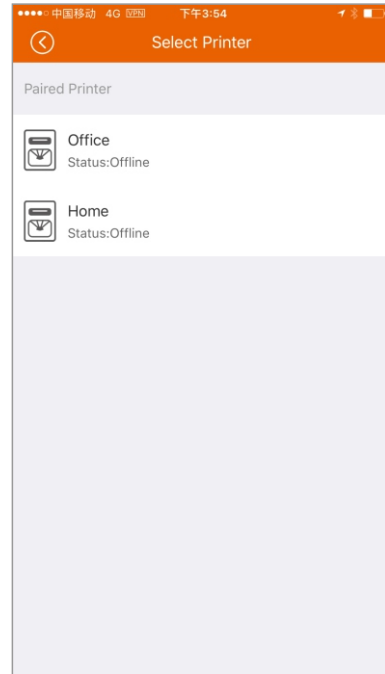 中国移动 4G VPN 下午3:54
Select Printer
Paired Printer
Office
Status:Offline
Home
Status:Offline